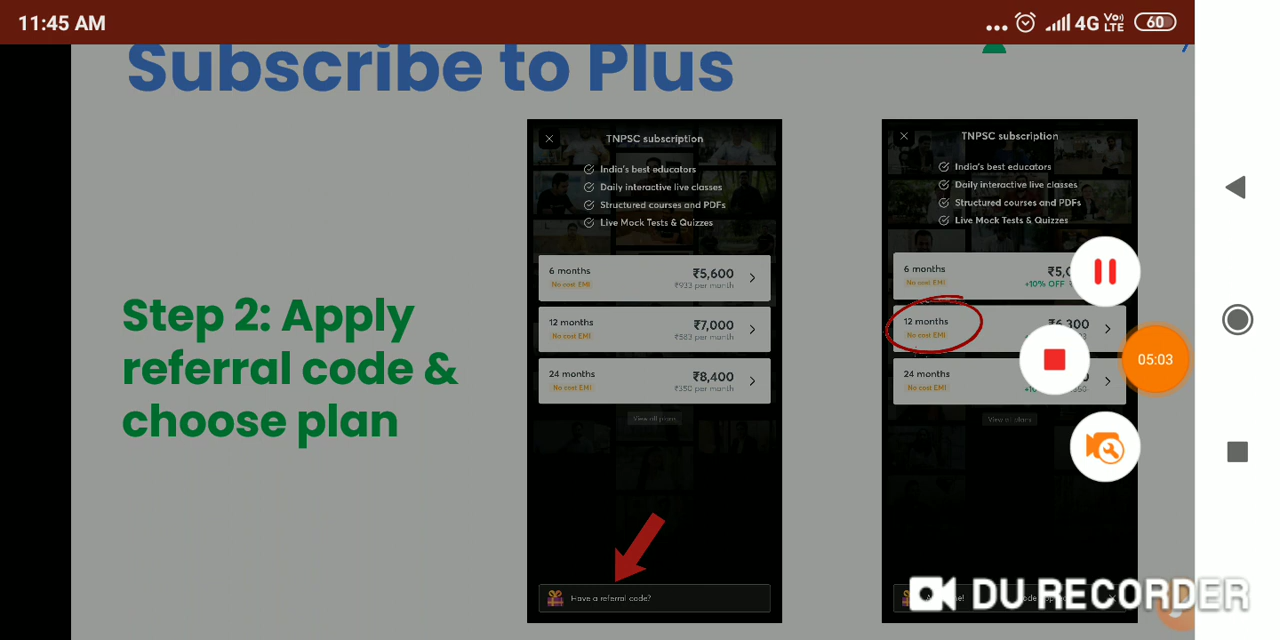 11:45 AM
4G VoLTE 60
Subscribe to Plus
Step 2: Apply
referral code &
choose plan
TNPSC subscription
India's best educators
Daily interactive live classes
Structured courses and PDFs
Live Mock Tests & Quizzes
6 months ₹5,600
No cost EMI ₹933 per month
12 months ₹7,000
No cost EMI ₹583 per month
24 months ₹8,400
No cost EMI ₹350 per month
View all plans
Have a referral code?
TNPSC subscription
India's best educators
Daily interactive live classes
Structured courses and PDFs
Live Mock Tests & Quizzes
6 months
No cost EMI +10% OFF
12 months ₹6,300
No cost EMI
24 months
No cost EMI
View all plans
05:03
DU RECORDER